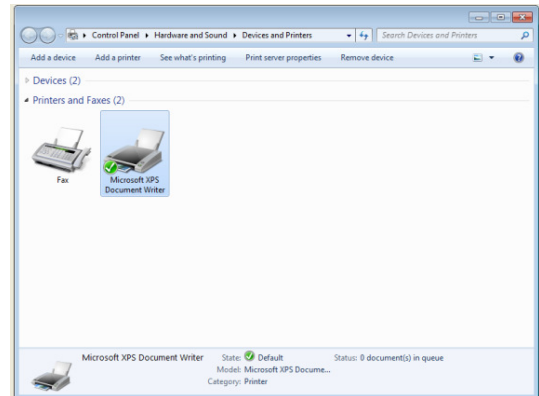 Control Panel Hardware and Sound Devices and Printers Search Devices and Printers
Add a device Add a printer See what's printing Print server properties Remove device
Devices (2)
Printers and Faxes (2)
Fax
Microsoft XPS
Document Writer
Microsoft XPS Document Writer State: Default Status: 0 document(s) in queue
Model: Microsoft XPS Docume...
Category: Printer